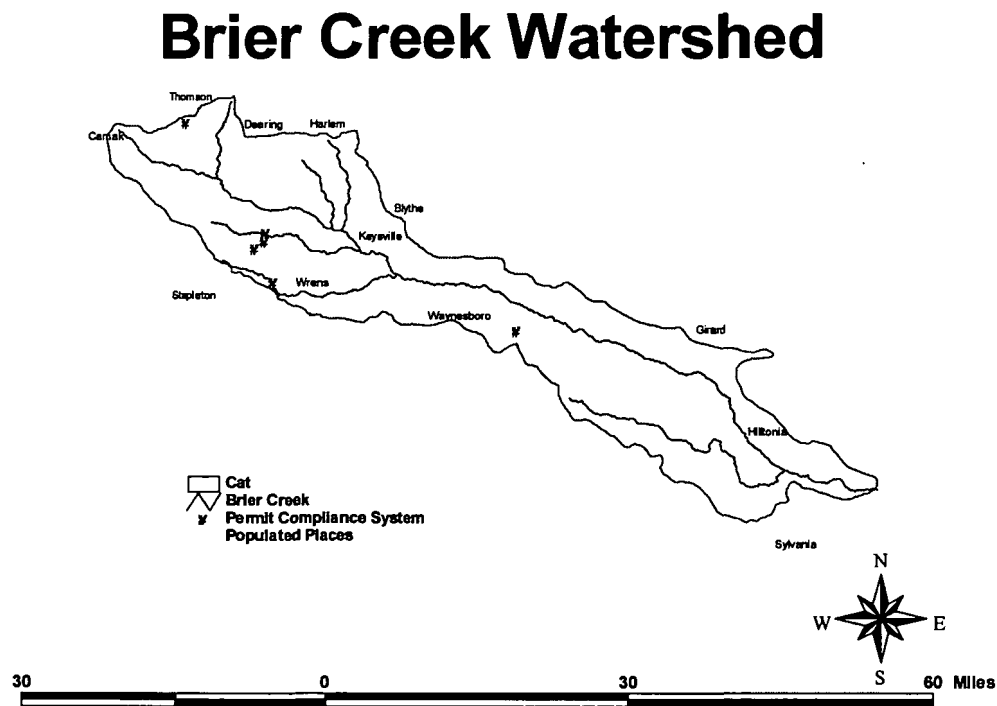 Brier Creek Watershed
Thomson
Camak
Dearing
Harlem
Blythe
Keysville
Stapleton
Wrens
Waynesboro
Girard
Hilltonia
Sylvania
Cat
Brier Creek
Permit Compliance System
Populated Places
N
W E
S
30 0 30 60 Miles